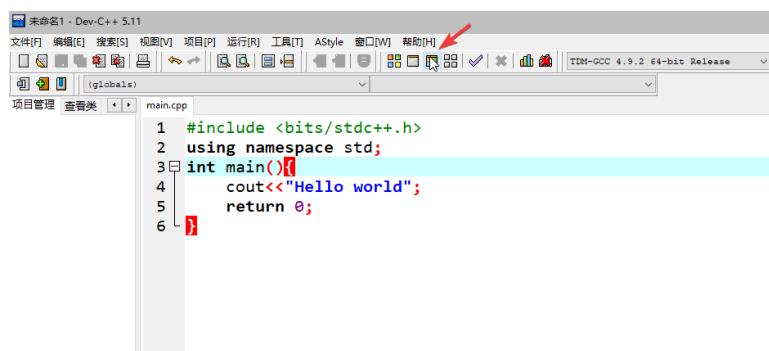 未命名1 - Dev-C++ 5.11
文件[F] 编辑[E] 搜索[S] 视图[V] 项目[P] 运行[R] 工具[T] AStyle 窗口[W] 帮助[H]
TDM-GCC 4.9.2 64-bit Release
(globals)
项目管理 查看类 main.cpp
1 #include <bits/stdc++.h>
2 using namespace std;
3 int main(){
4 cout<<"Hello world";
5 return 0;
6 }